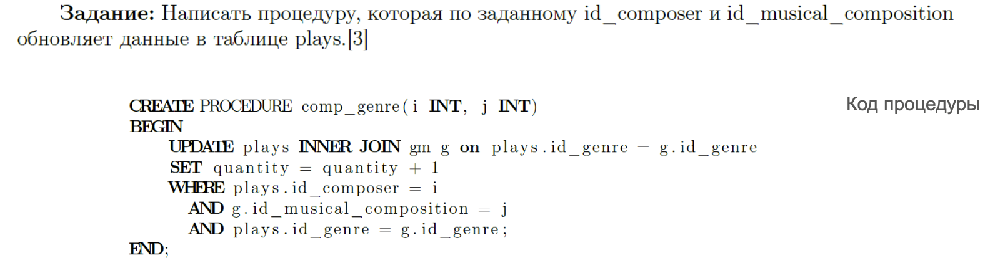 Задание: Написать процедуру, которая по заданному id_composer и id_musical_composition
обновляет данные в таблице plays.[3]
CREATE PROCEDURE comp_genre(i INT, j INT)
Код процедуры
BEGIN
UPDATE plays INNER JOIN gm g on plays.id_genre = g.id_genre
SET quantity = quantity + 1
WHERE plays.id_composer = i
AND g.id_musical_composition = j
AND plays.id_genre = g.id_genre;
END;